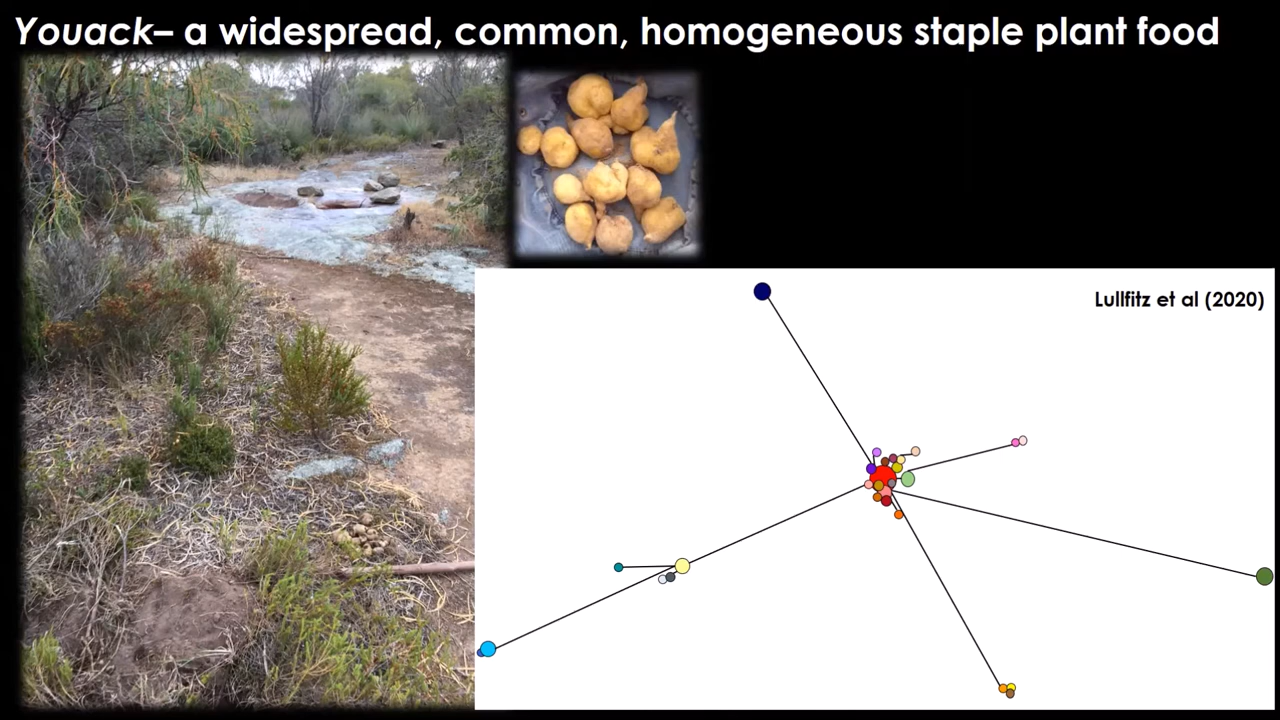 Youack– a widespread, common, homogeneous staple plant food
Lullfitz et al (2020)